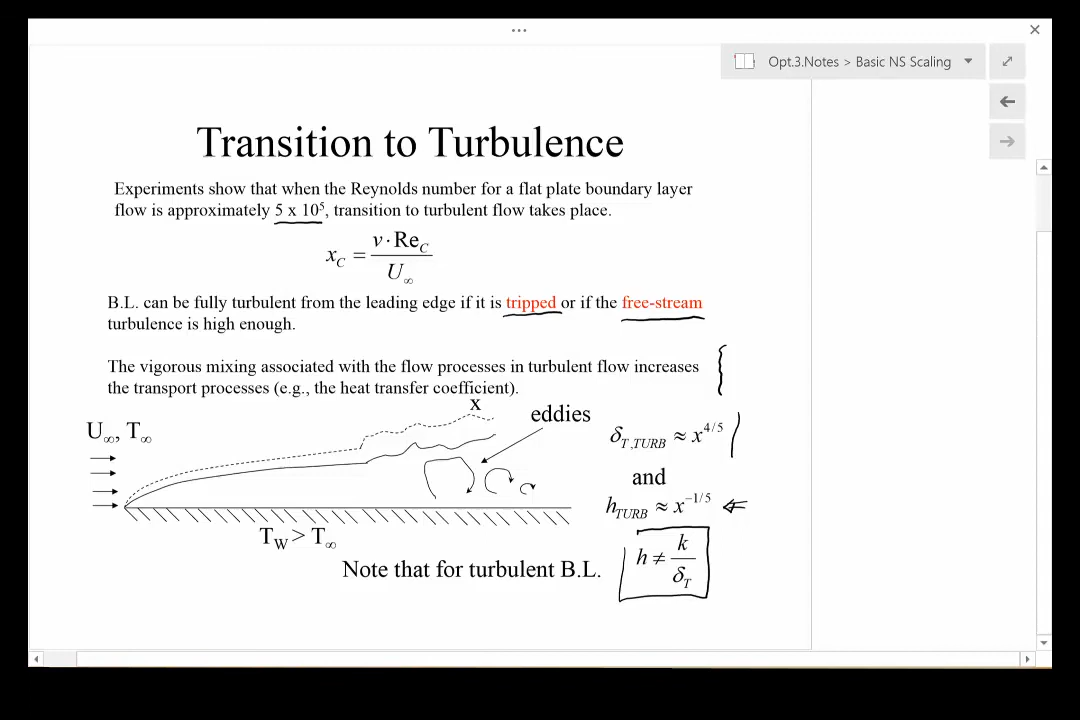 Opt.3.Notes > Basic NS Scaling
Transition to Turbulence
Experiments show that when the Reynolds number for a flat plate boundary layer
flow is approximately 5 x 10⁵, transition to turbulent flow takes place.
x_C = ν · Re_C / U_∞
B.L. can be fully turbulent from the leading edge if it is tripped or if the free-stream
turbulence is high enough.
The vigorous mixing associated with the flow processes in turbulent flow increases
the transport processes (e.g., the heat transfer coefficient).
x
eddies
U_∞, T_∞
δ_T,TURB ≈ x^4/5
and
h_TURB ≈ x^−1/5
T_W > T_∞
Note that for turbulent B.L.
h ≠ k / δ_T